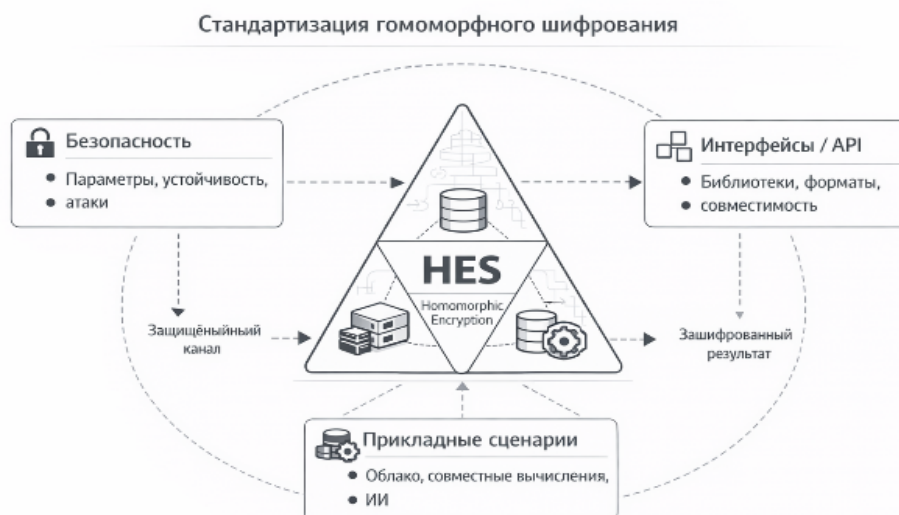 Стандартизация гомоморфного шифрования
Безопасность
• Параметры, устойчивость,
• атаки
Интерфейсы / API
• Библиотеки, форматы,
• совместимость
HES
Homomorphic
Encryption
Защищёныйньый
канал
Зашифрованный
результат
Прикладные сценарии
• Облако, совместные вычисления,
• ИИ